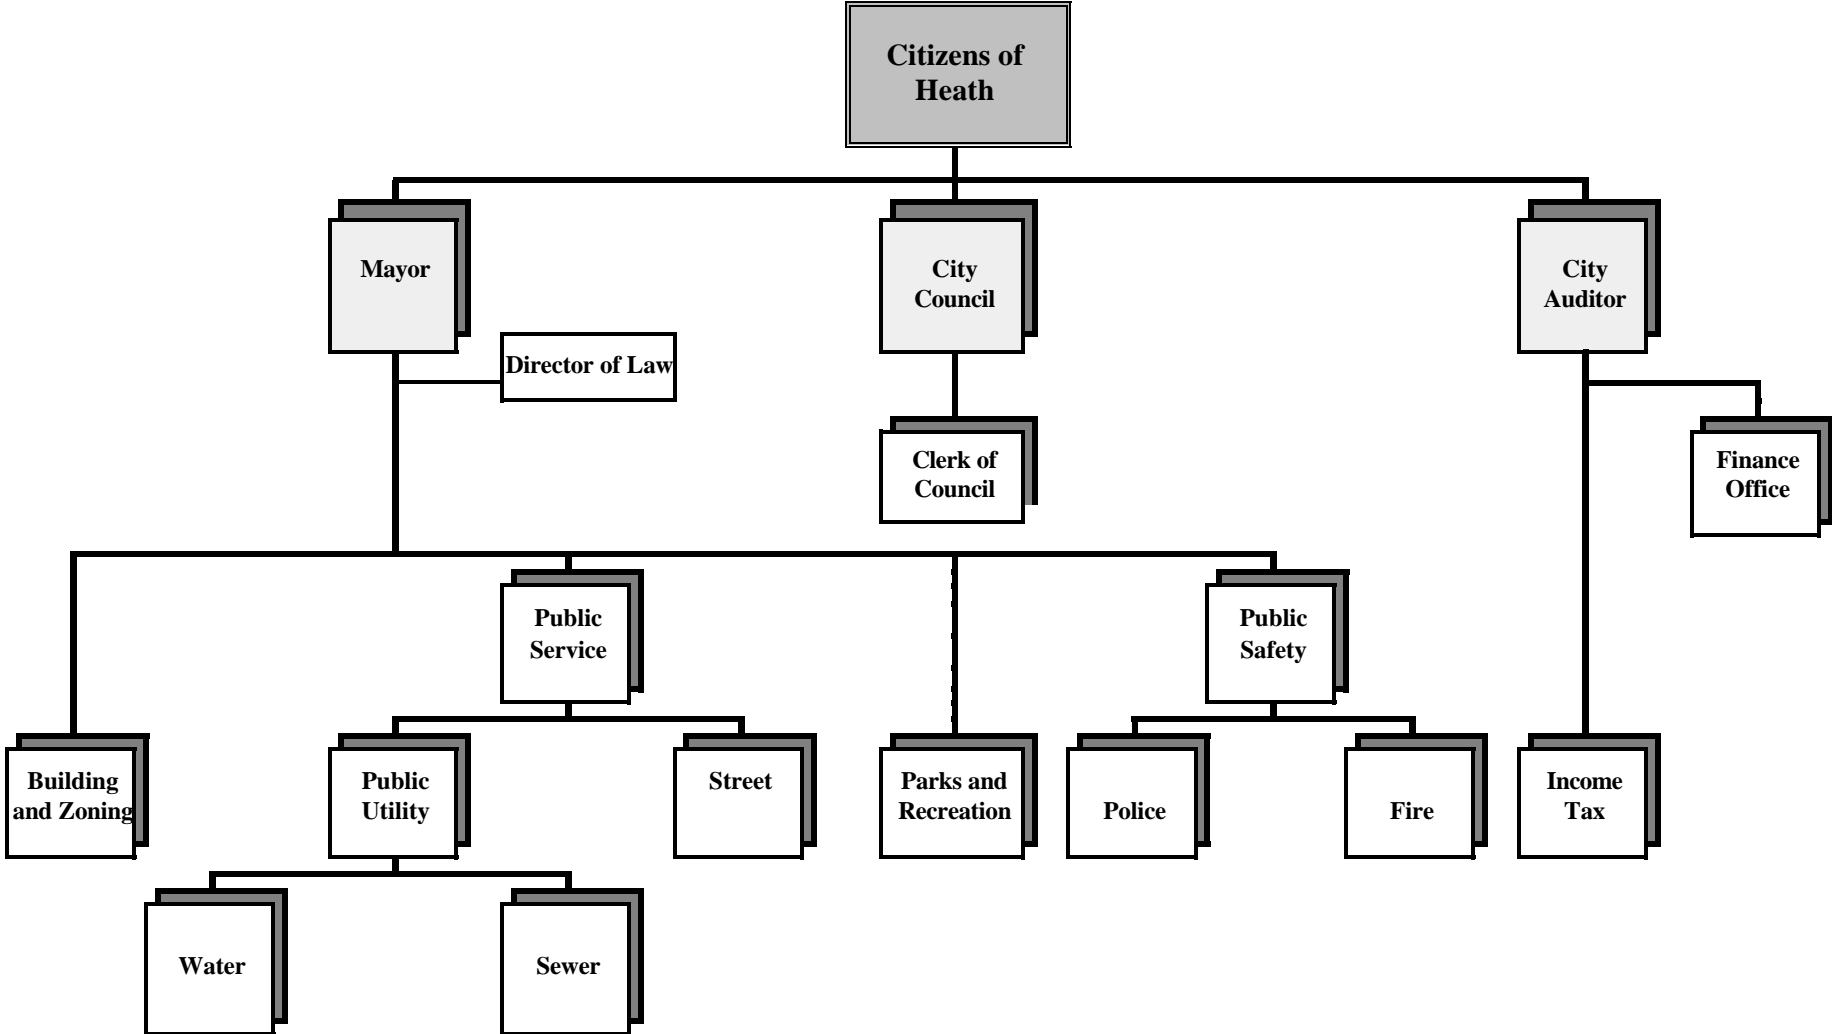 Citizens of
Heath
Mayor
City
Council
City
Auditor
Director of Law
Clerk of
Council
Finance
Office
Public
Service
Public
Safety
Building
and Zoning
Public
Utility
Street
Parks and
Recreation
Police
Fire
Income
Tax
Water
Sewer